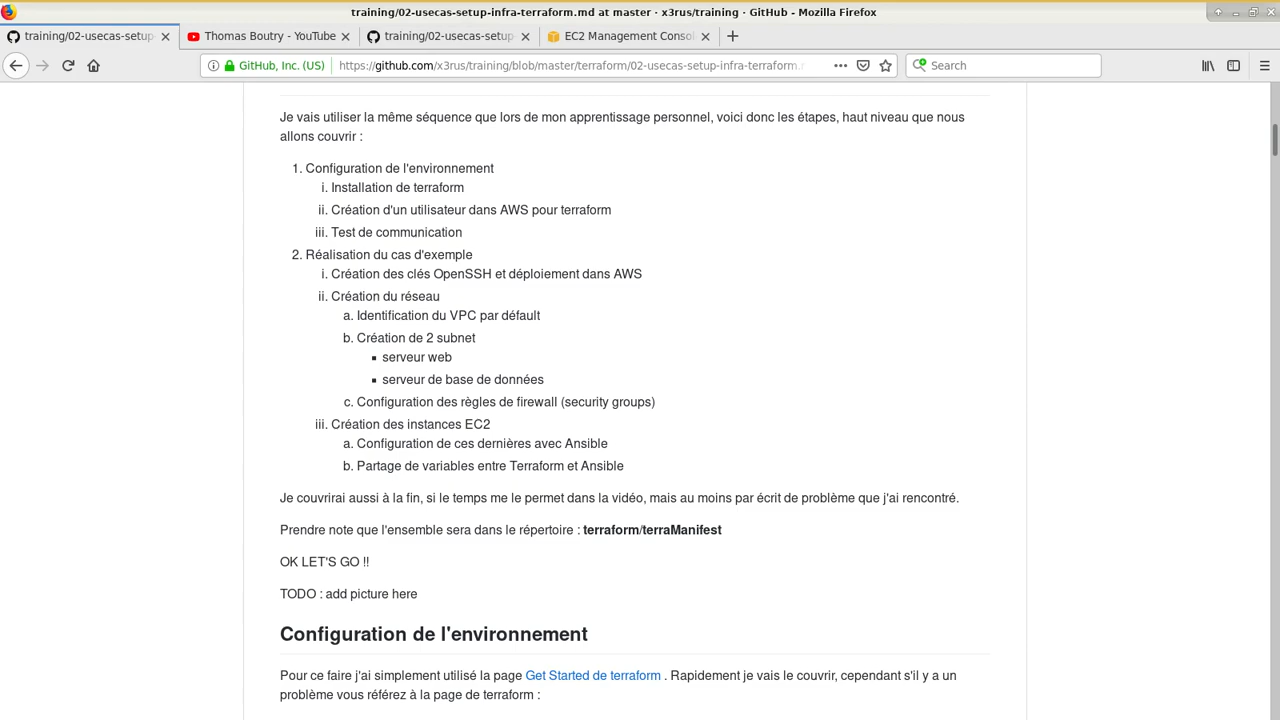 training/02-usecas-setup-infra-terraform.md at master · x3rus/training · GitHub - Mozilla Firefox
training/02-usecas-setup-
Thomas Boutry - YouTube
training/02-usecas-setup-
EC2 Management Consol
GitHub, Inc. (US)
https://github.com/x3rus/training/blob/master/terraform/02-usecas-setup-infra-terraform.
Search
Je vais utiliser la même séquence que lors de mon apprentissage personnel, voici donc les étapes, haut niveau que nous
allons couvrir :
1. Configuration de l'environnement
i. Installation de terraform
ii. Création d'un utilisateur dans AWS pour terraform
iii. Test de communication
2. Réalisation du cas d'exemple
i. Création des clés OpenSSH et déploiement dans AWS
ii. Création du réseau
a. Identification du VPC par défault
b. Création de 2 subnet
▪ serveur web
▪ serveur de base de données
c. Configuration des règles de firewall (security groups)
iii. Création des instances EC2
a. Configuration de ces dernières avec Ansible
b. Partage de variables entre Terraform et Ansible
Je couvrirai aussi à la fin, si le temps me le permet dans la vidéo, mais au moins par écrit de problème que j'ai rencontré.
Prendre note que l'ensemble sera dans le répertoire : terraform/terraManifest
OK LET'S GO !!
TODO : add picture here
Configuration de l'environnement
Pour ce faire j'ai simplement utilisé la page Get Started de terraform . Rapidement je vais le couvrir, cependant s'il y a un
problème vous référez à la page de terraform :